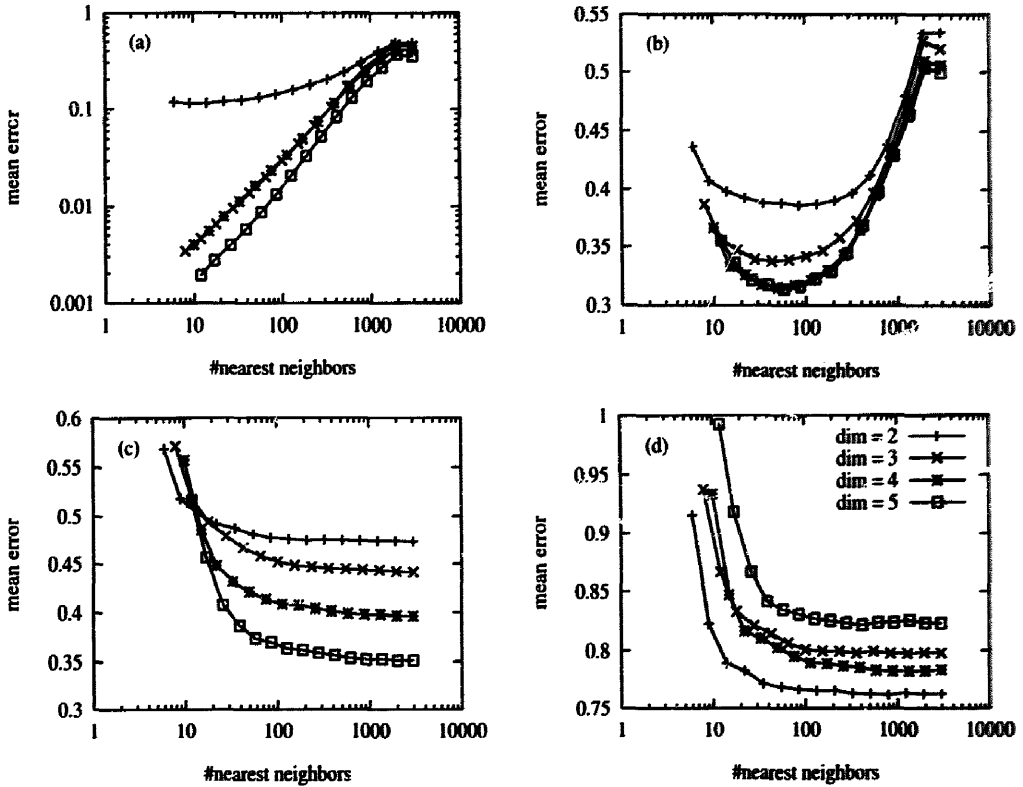 (a)
mean error
1
0.1
0.01
0.001
10
100
1000
10000
#nearest neighbors
(b)
mean error
0.55
0.5
0.45
0.4
0.35
0.3
1
10
100
10000
#nearest neighbors
(c)
mean error
0.6
0.55
0.5
0.45
0.4
0.35
0.3
1
10
100
1000
10000
#nearest neighbors
(d)
mean error
1
0.95
0.9
0.85
0.8
0.75
1
10
100
1000
10000
#nearest neighbors
dim = 2
dim = 3
dim = 4
dim = 5